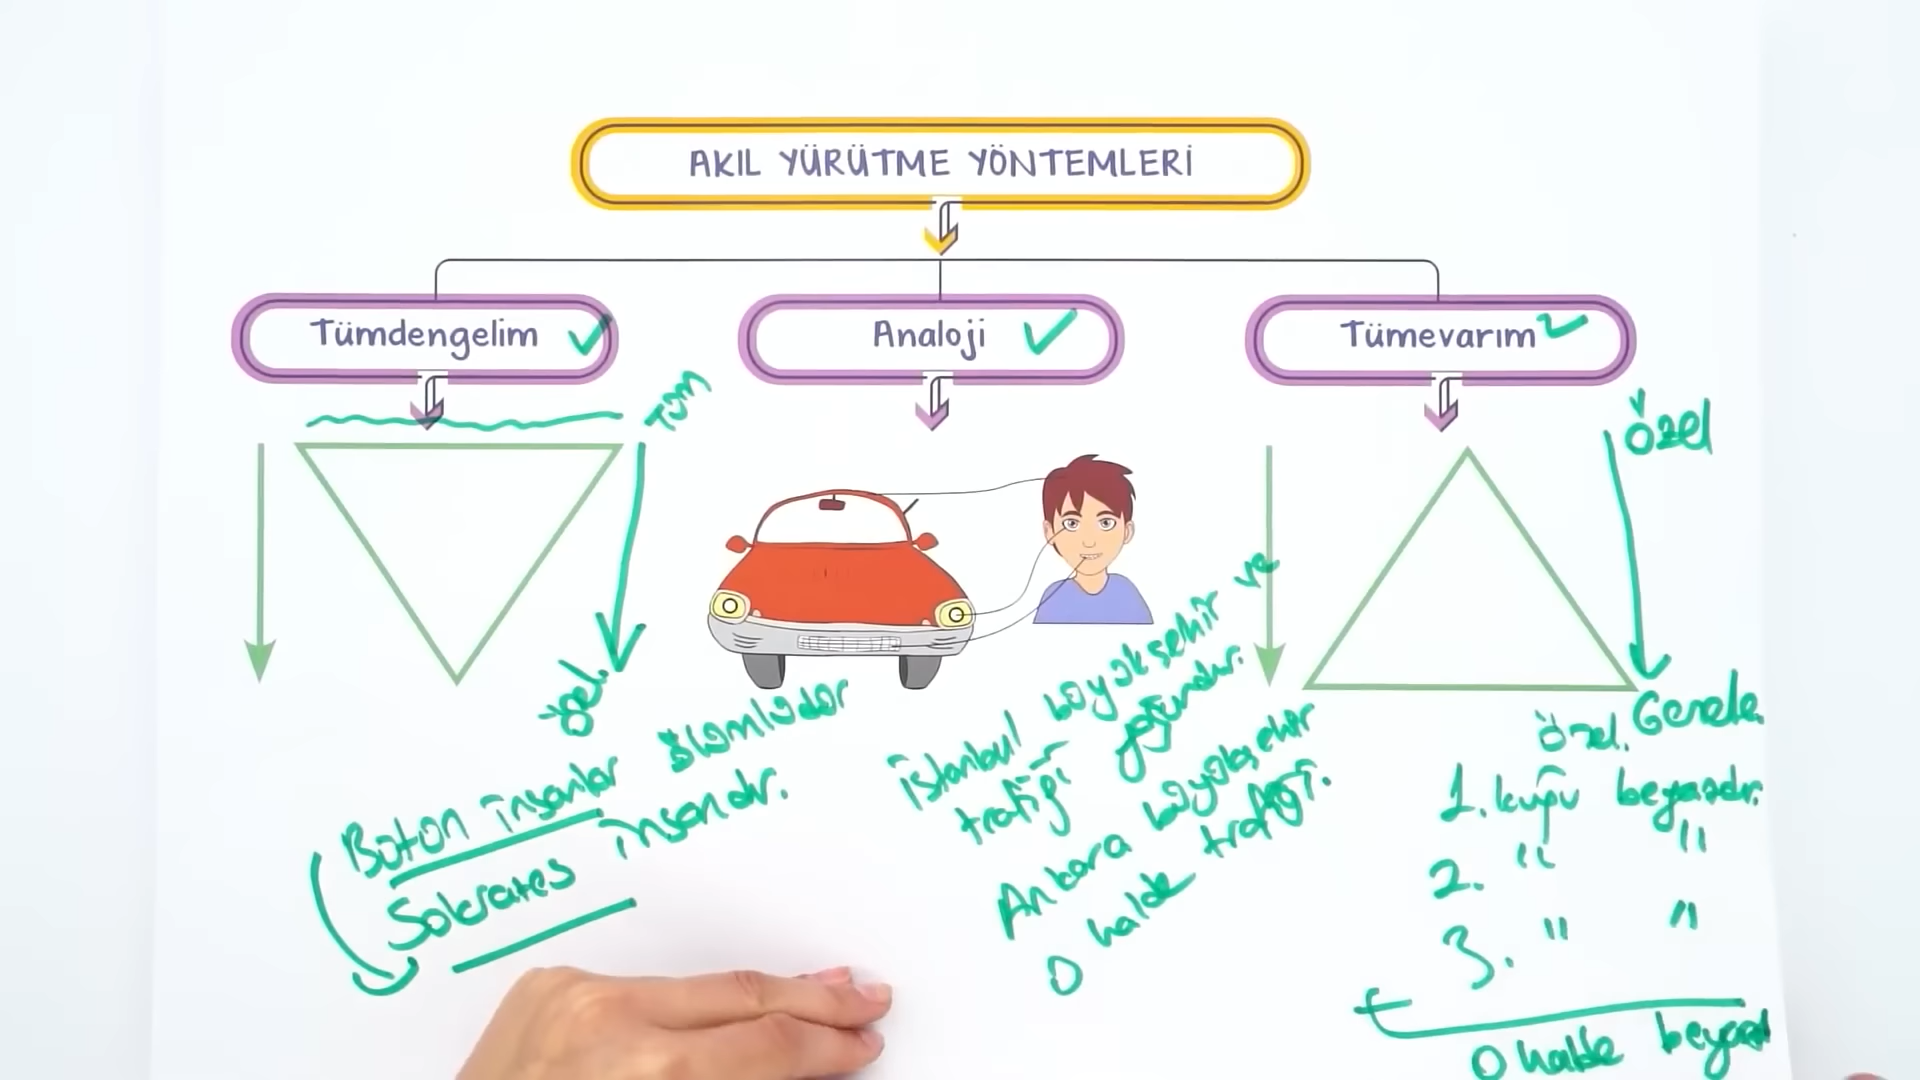 AKIL YÜRÜTME YÖNTEMLERİ
Tümdengelim
Analoji
Tümevarım
Tüm
Özel
Özel.
Bütün insanlar ölümlüdür
Sokrates insandır.
İstanbul büyükşehir ve
trafiği yoğundur.
Ankara büyükşehir
O halde trafiği.
Genele.
Özel.
1. kuğu beyazdır.
2. " "
3. " "
O halde beyaz